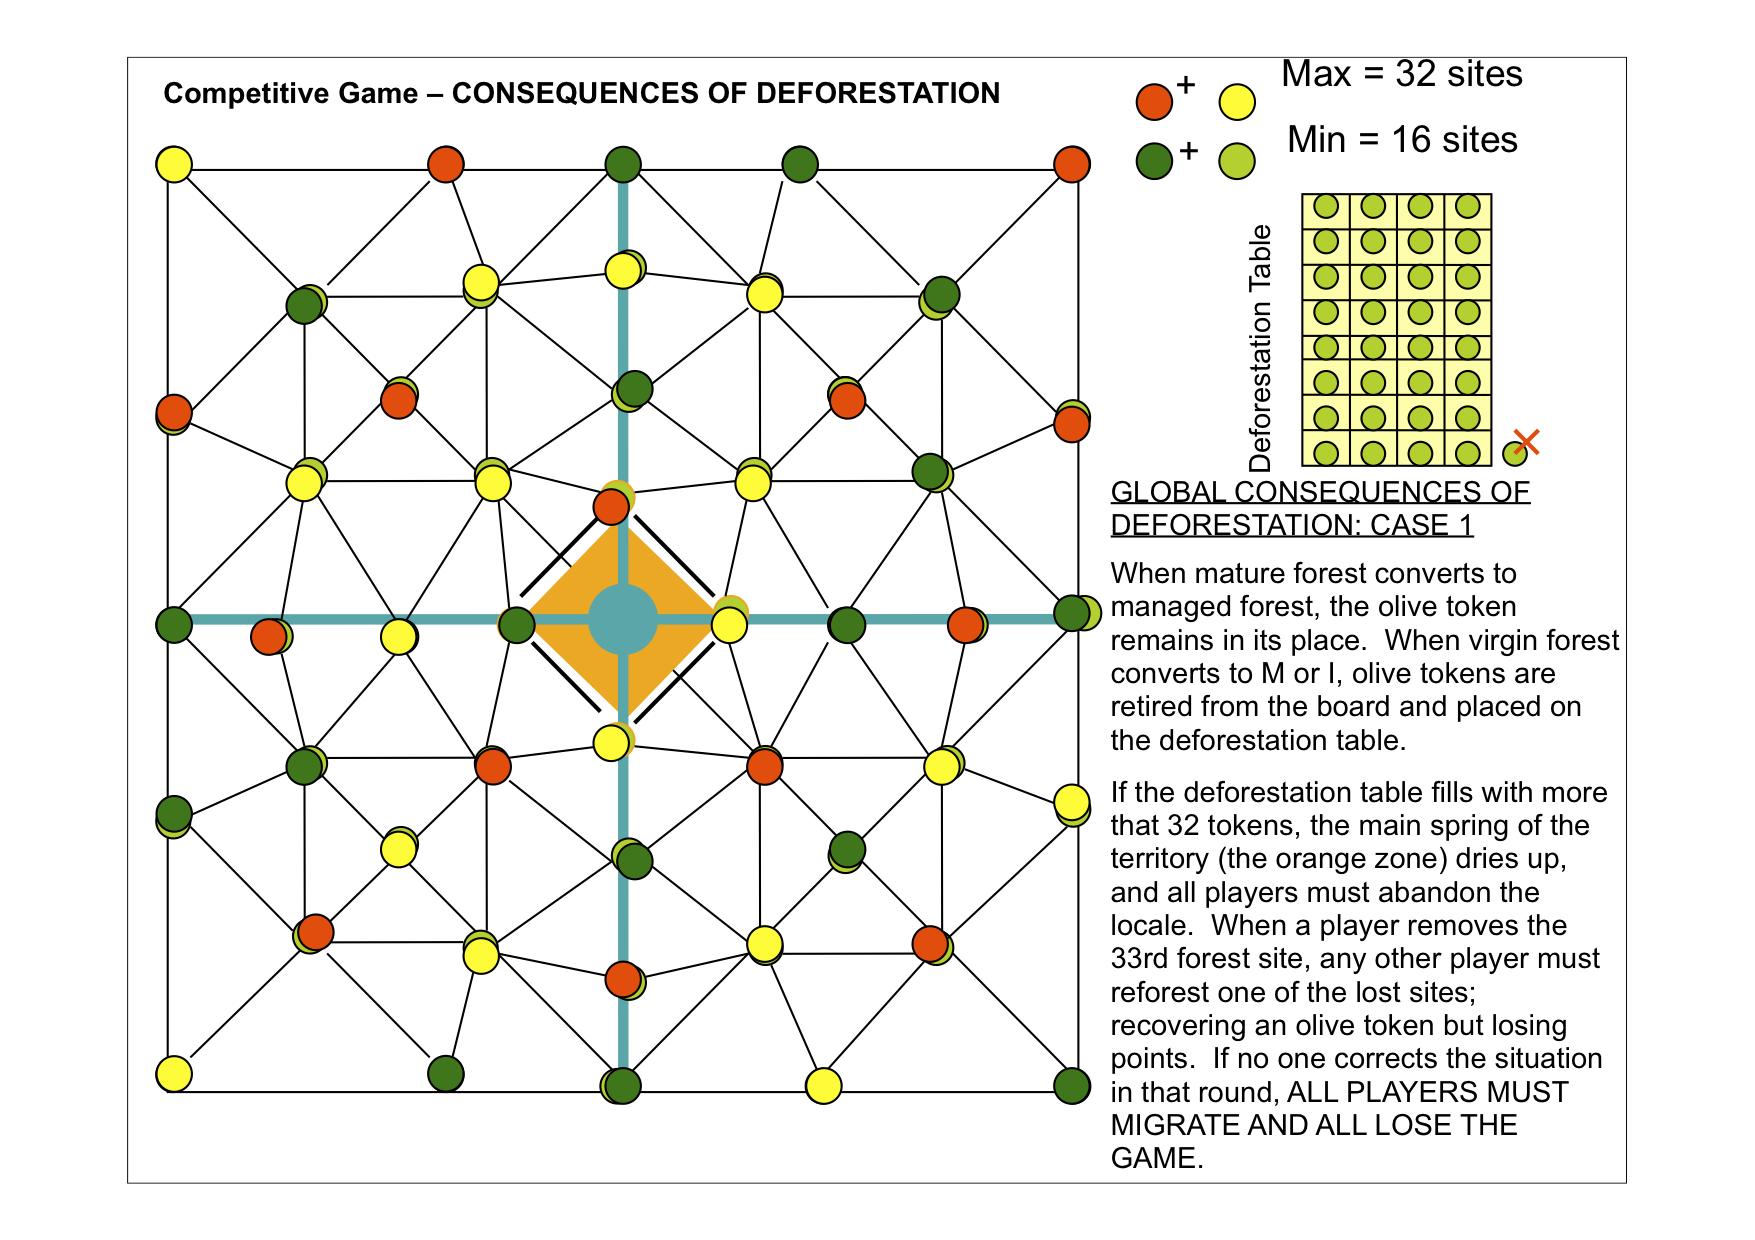 Competitive Game – CONSEQUENCES OF DEFORESTATION
+ Max = 32 sites
+ Min = 16 sites
Deforestation Table
GLOBAL CONSEQUENCES OF
DEFORESTATION: CASE 1
When mature forest converts to
managed forest, the olive token
remains in its place. When virgin forest
converts to M or I, olive tokens are
retired from the board and placed on
the deforestation table.
If the deforestation table fills with more
that 32 tokens, the main spring of the
territory (the orange zone) dries up,
and all players must abandon the
locale. When a player removes the
33rd forest site, any other player must
reforest one of the lost sites;
recovering an olive token but losing
points. If no one corrects the situation
in that round, ALL PLAYERS MUST
MIGRATE AND ALL LOSE THE
GAME.